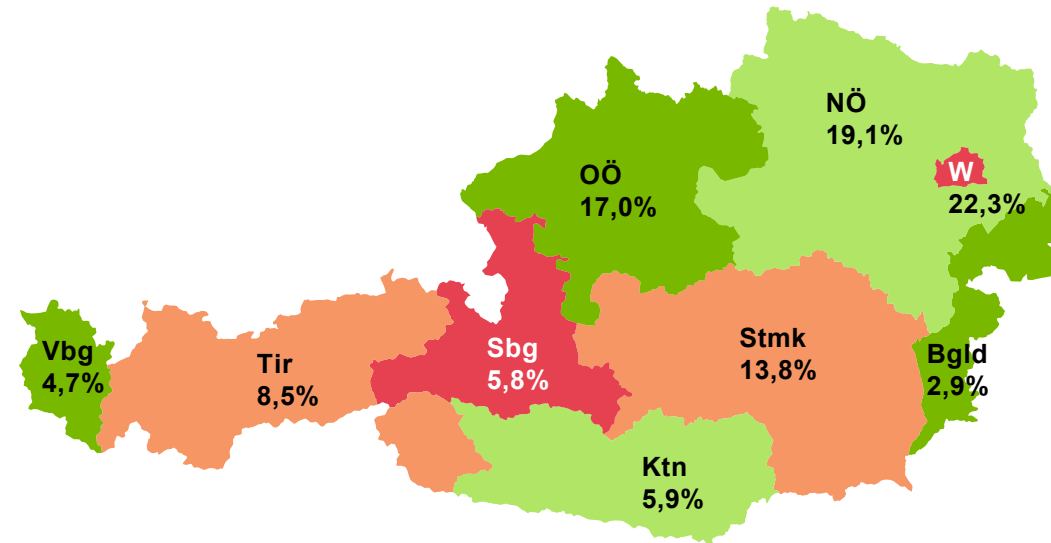 NÖ
19,1%
W
22,3%
OÖ
17,0%
Vbg
4,7%
Tir
8,5%
Sbg
5,8%
Stmk
13,8%
Bgld
2,9%
Ktn
5,9%